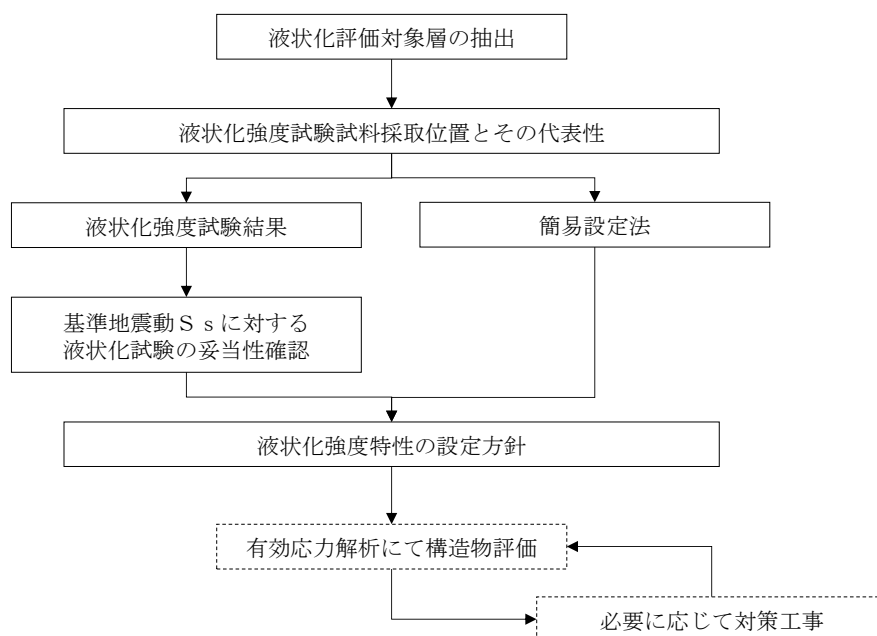 液状化評価対象層の抽出
液状化強度試験試料採取位置とその代表性
液状化強度試験結果
簡易設定法
基準地震動Ｓｓに対する
液状化試験の妥当性確認
液状化強度特性の設定方針
有効応力解析にて構造物評価
必要に応じて対策工事